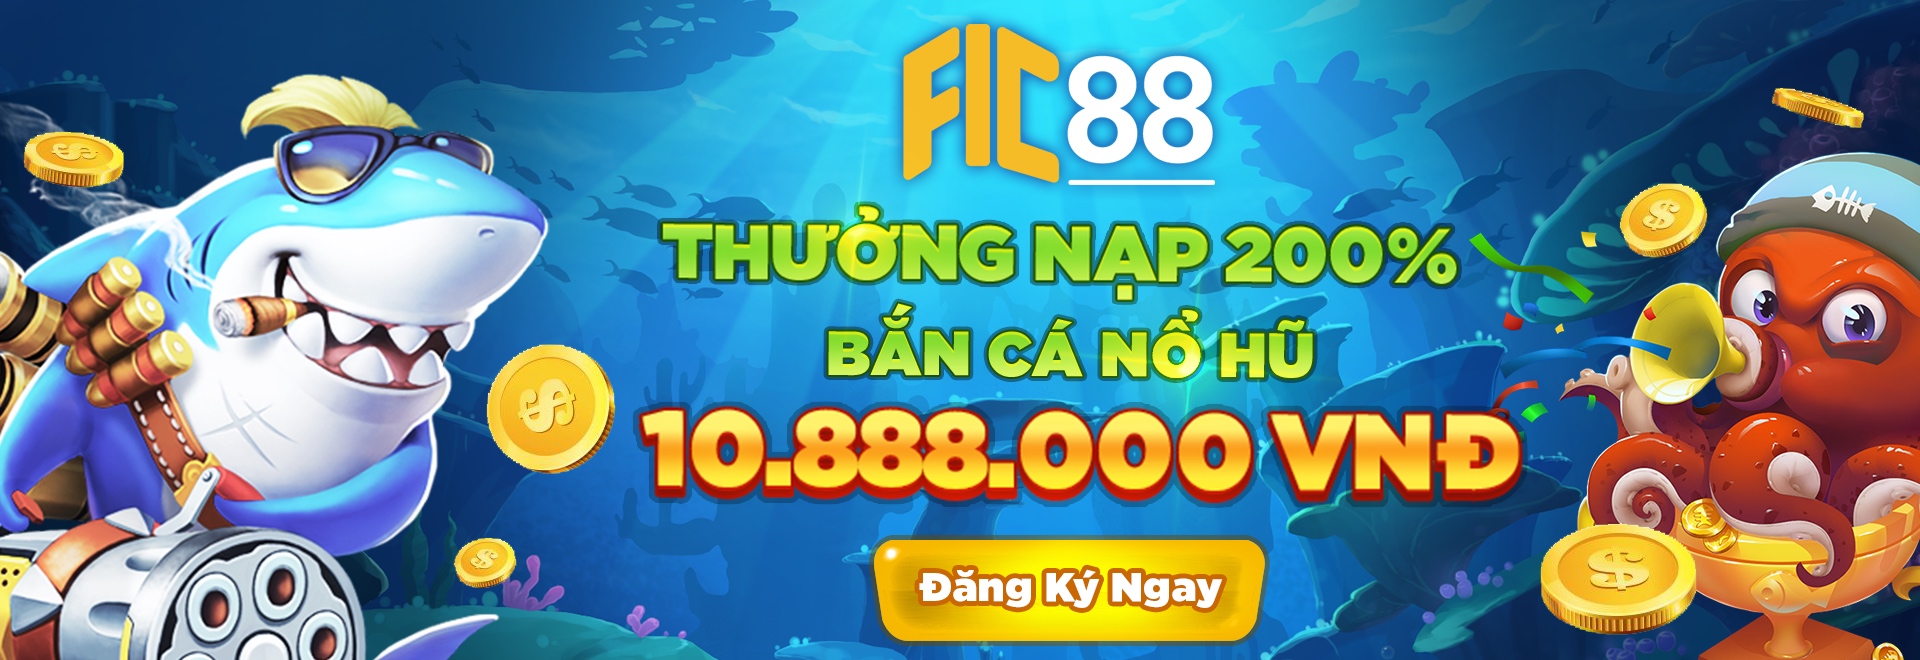 FIC88
THƯỞNG NẠP 200%
BẮN CÁ NỔ HŨ
10.888.000 VNĐ
Đăng Ký Ngay